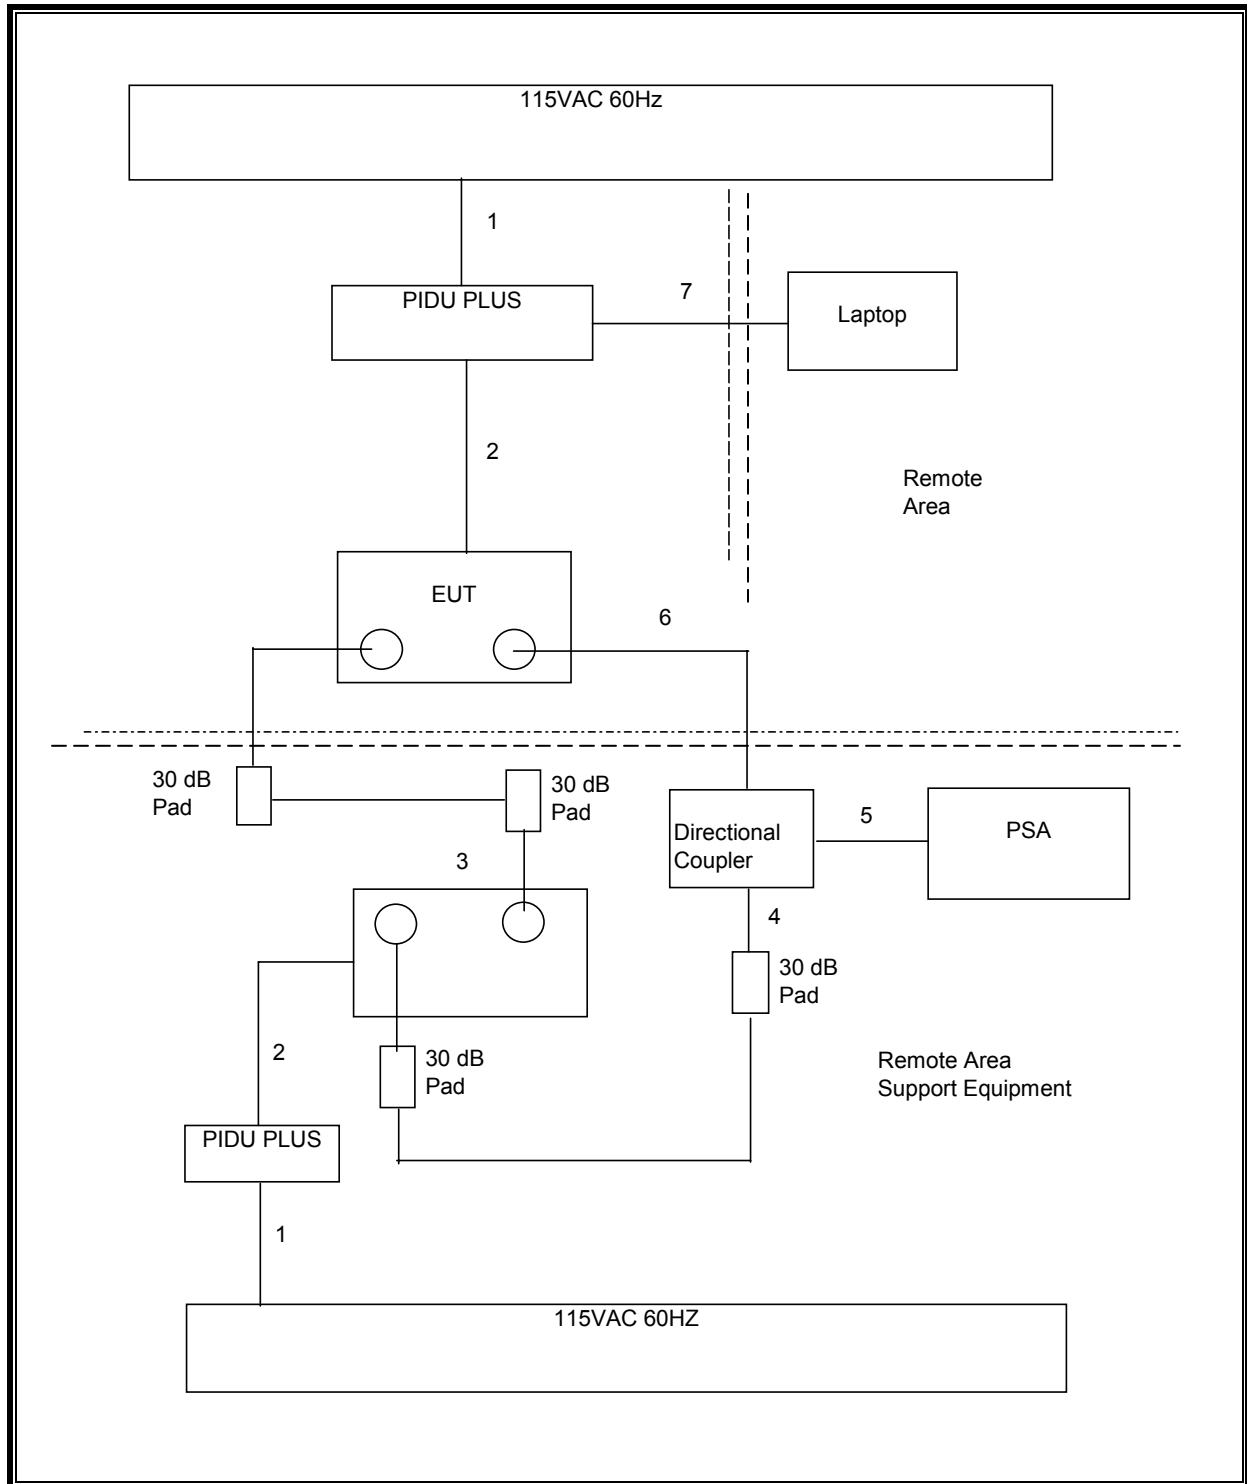 115VAC 60Hz
1
PIDU PLUS
7
Laptop
2
Remote
Area
EUT
6
30 dB
Pad
30 dB
Pad
Directional
Coupler
5
PSA
3
4
30 dB
Pad
2
30 dB
Pad
Remote Area
Support Equipment
PIDU PLUS
1
115VAC 60HZ